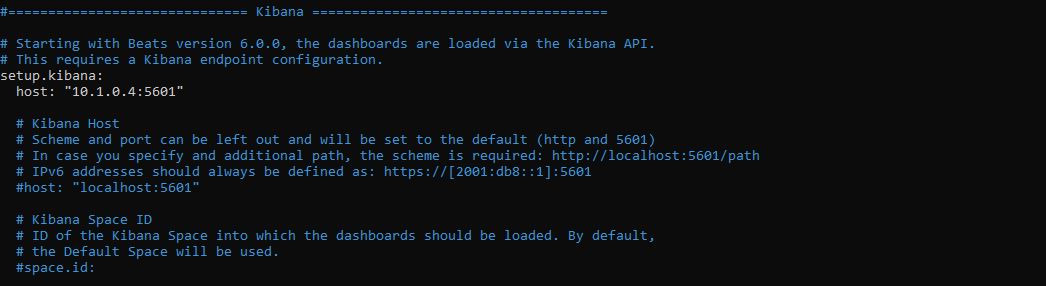 #============================== Kibana =====================================
# Starting with Beats version 6.0.0, the dashboards are loaded via the Kibana API.
# This requires a Kibana endpoint configuration.
setup.kibana:
  host: "10.1.0.4:5601"
  # Kibana Host
  # Scheme and port can be left out and will be set to the default (http and 5601)
  # In case you specify and additional path, the scheme is required: http://localhost:5601/path
  # IPv6 addresses should always be defined as: https://[2001:db8::1]:5601
  #host: "localhost:5601"
  # Kibana Space ID
  # ID of the Kibana Space into which the dashboards should be loaded. By default,
  # the Default Space will be used.
  #space.id: